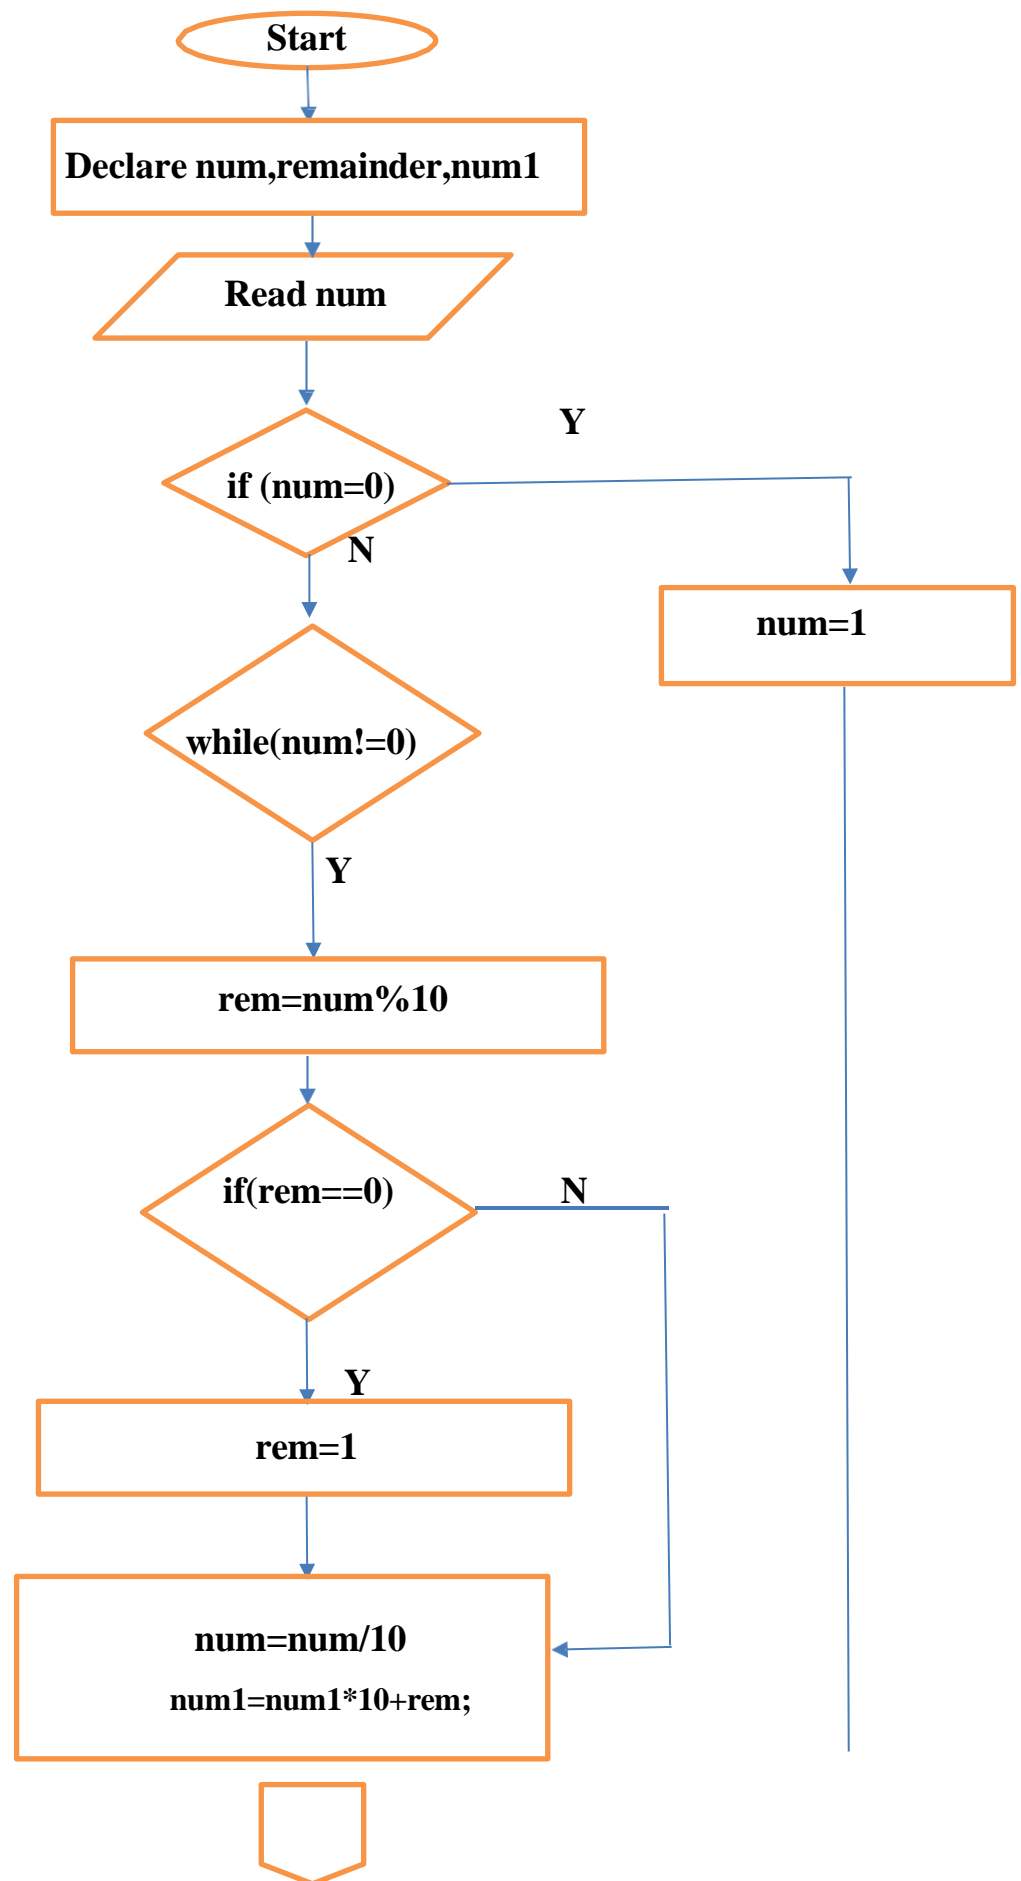 Start
Declare num,remainder,num1
Read num
Y
if (num=0)
N
num=1
while(num!=0)
Y
rem=num%10
if(rem==0)
N
Y
rem=1
num=num/10
num1=num1*10+rem;